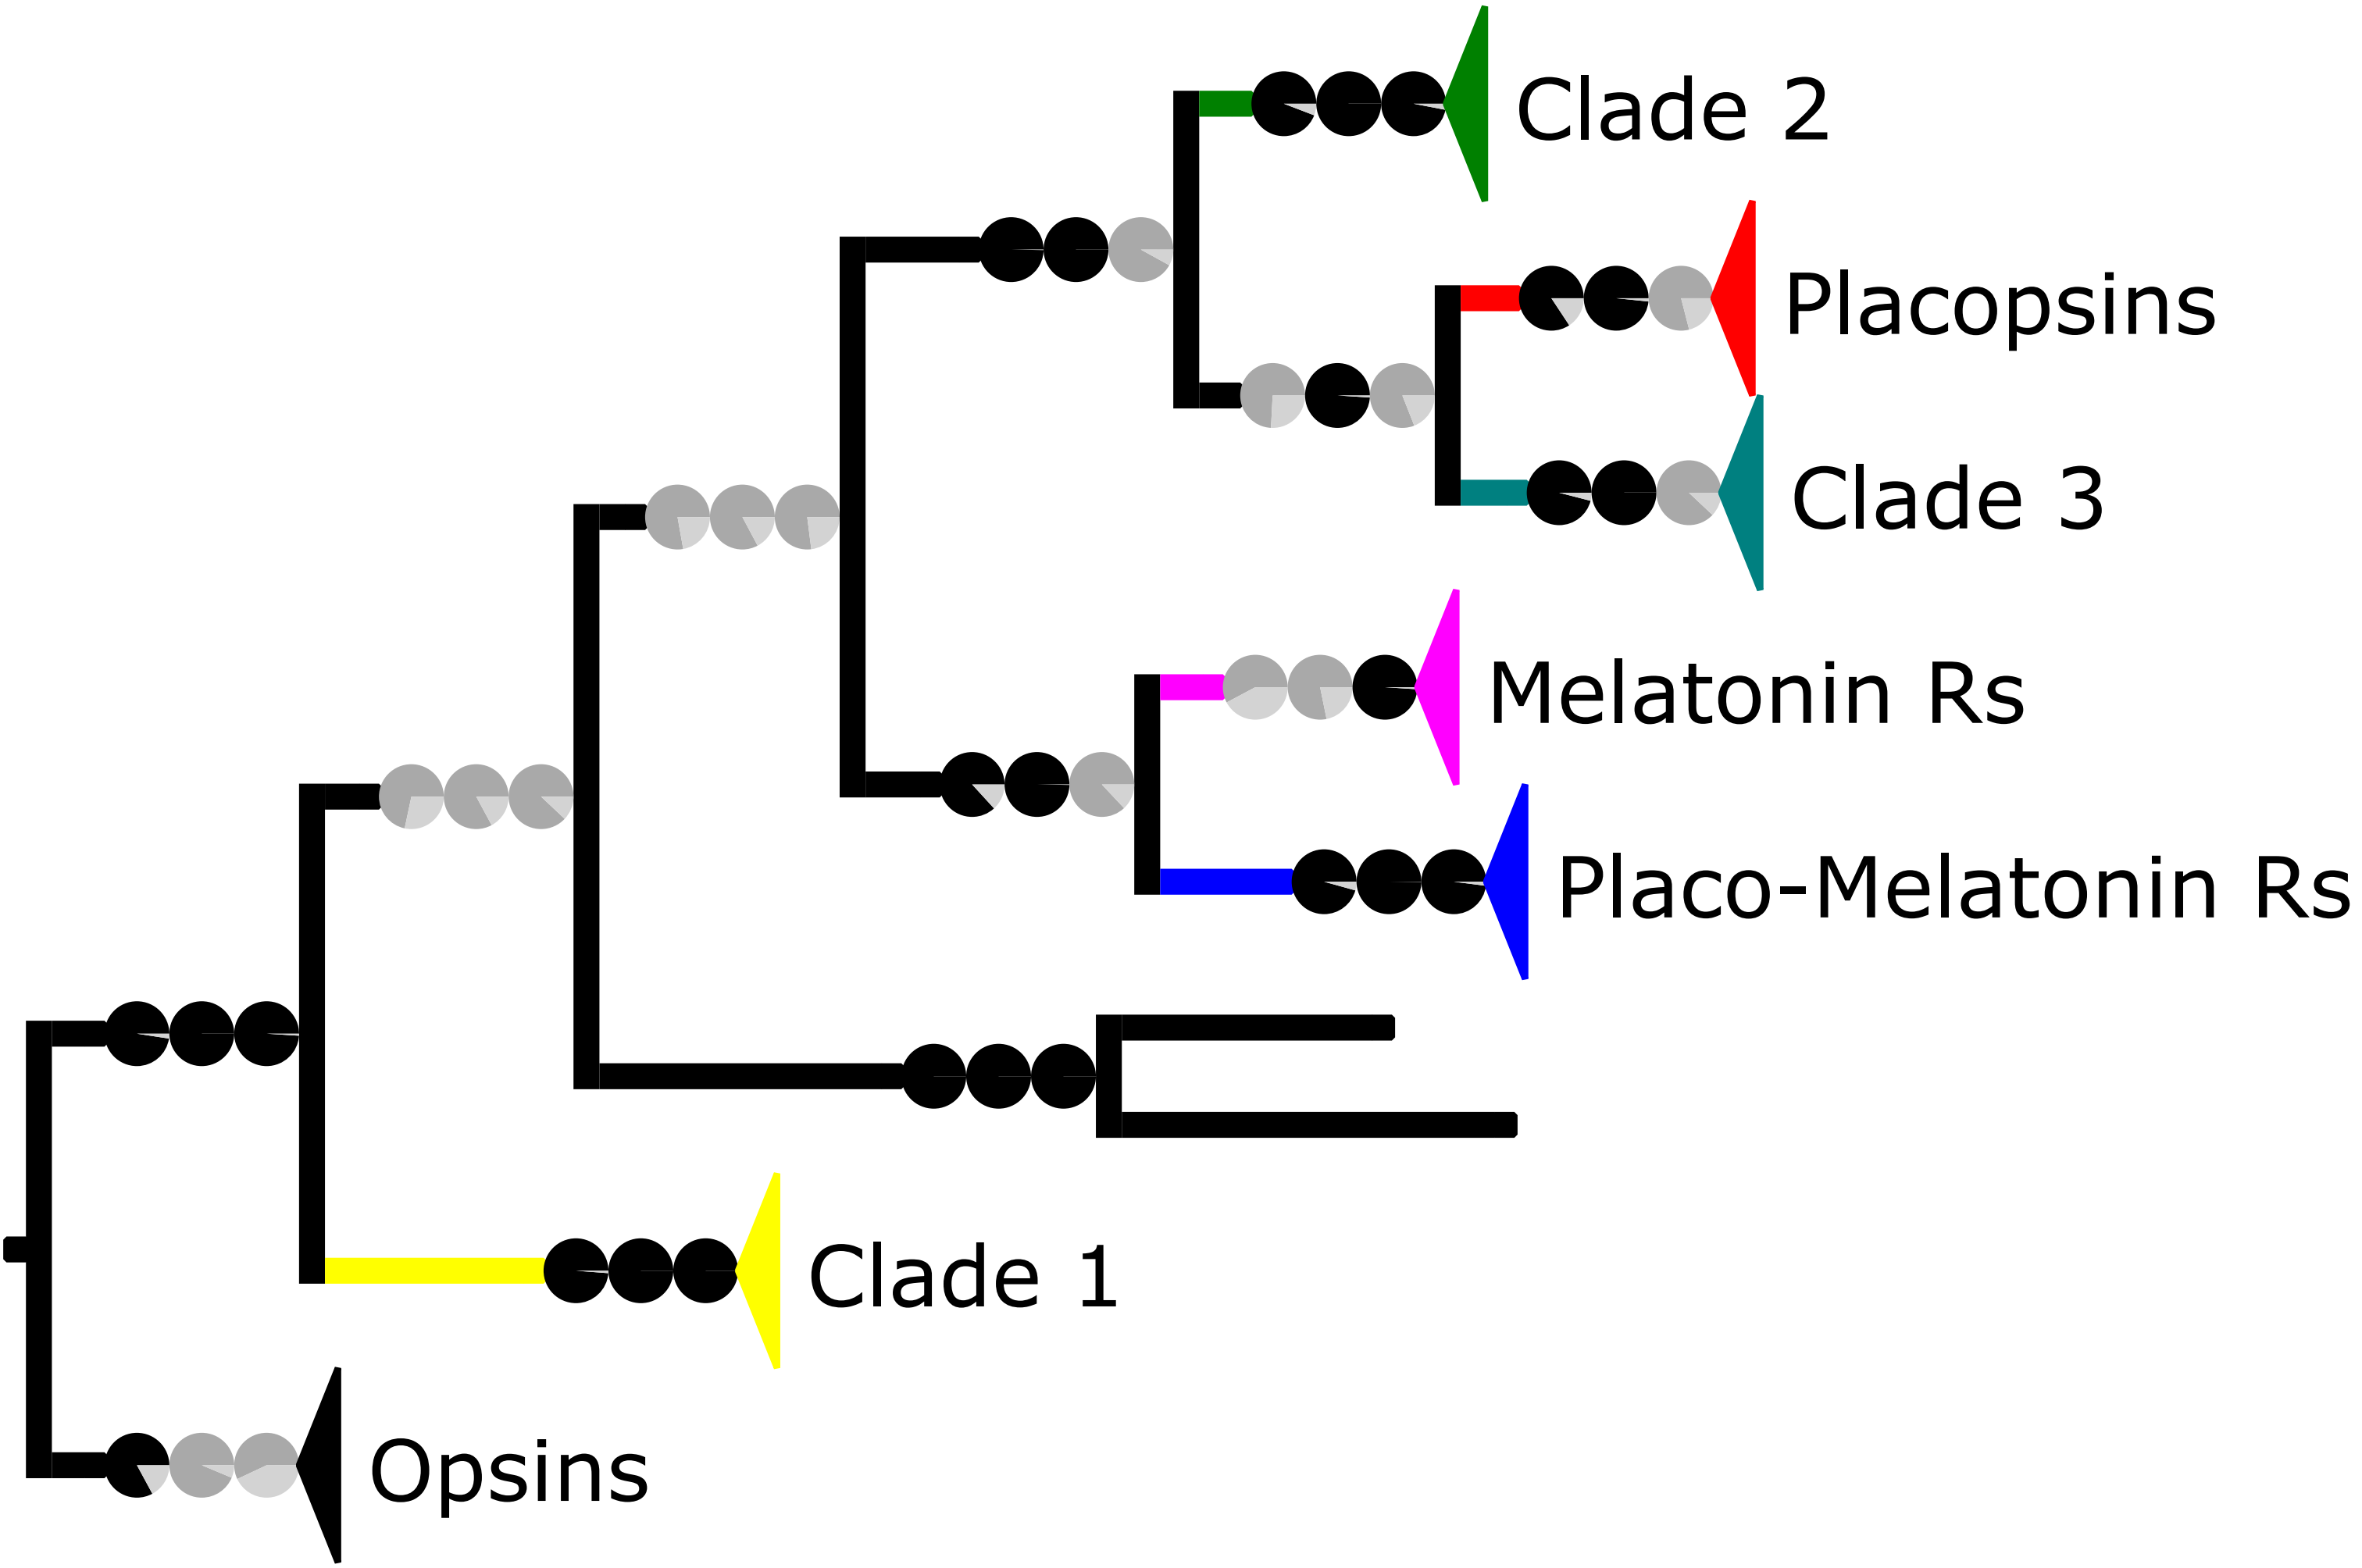 Clade 2
Placopsins
Clade 3
Melatonin Rs
Placo-Melatonin Rs
Clade 1
Opsins